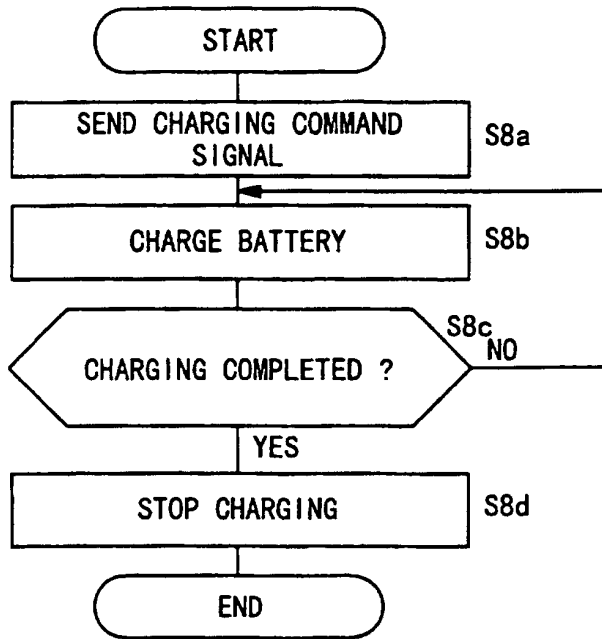 START
SEND CHARGING COMMAND
SIGNAL
S8a
CHARGE BATTERY
S8b
S8c
CHARGING COMPLETED ?
NO
YES
STOP CHARGING
S8d
END